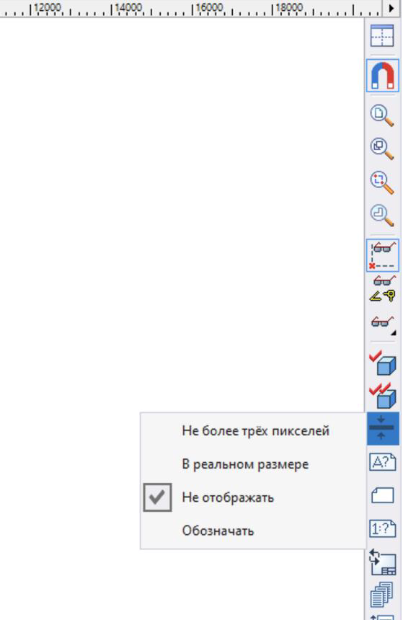 12000 14000 16000 18000
Не более трёх пикселей
В реальном размере
Не отображать
Обозначать
A?
1:?